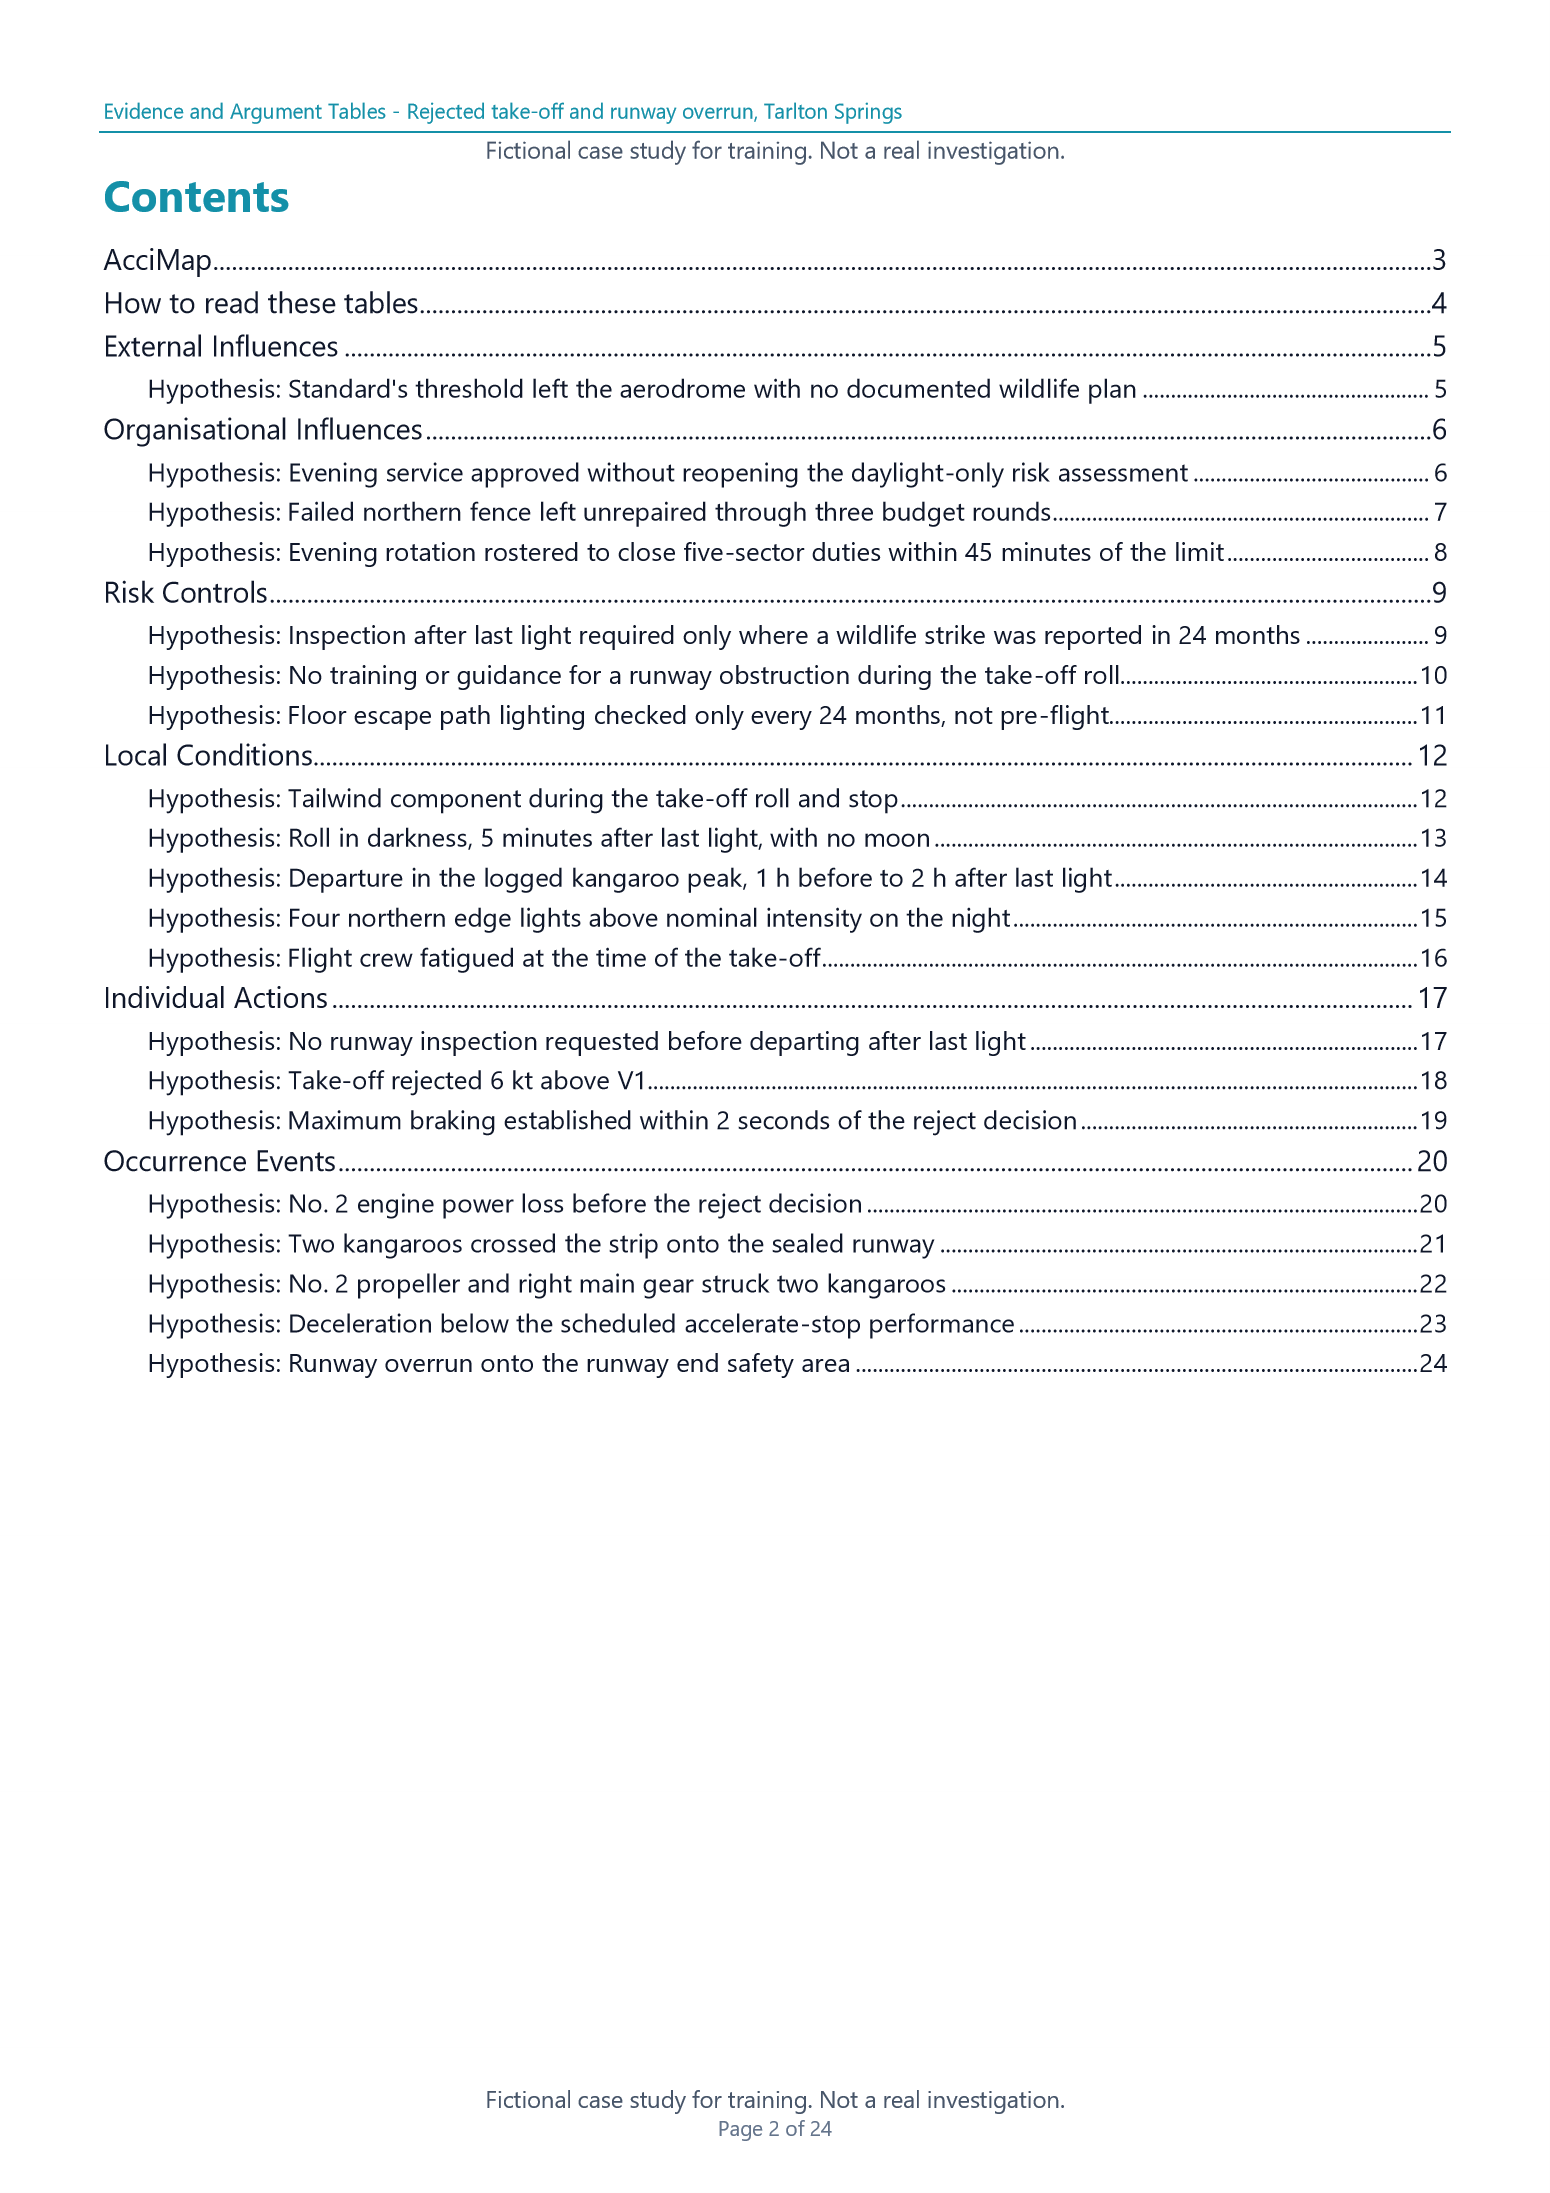 Evidence and Argument Tables - Rejected take-off and runway overrun, Tarlton Springs
Fictional case study for training. Not a real investigation.
Contents
AcciMap 3
How to read these tables 4
External Influences 5
Hypothesis: Standard's threshold left the aerodrome with no documented wildlife plan 5
Organisational Influences 6
Hypothesis: Evening service approved without reopening the daylight-only risk assessment 6
Hypothesis: Failed northern fence left unrepaired through three budget rounds 7
Hypothesis: Evening rotation rostered to close five-sector duties within 45 minutes of the limit 8
Risk Controls 9
Hypothesis: Inspection after last light required only where a wildlife strike was reported in 24 months 9
Hypothesis: No training or guidance for a runway obstruction during the take-off roll 10
Hypothesis: Floor escape path lighting checked only every 24 months, not pre-flight 11
Local Conditions 12
Hypothesis: Tailwind component during the take-off roll and stop 12
Hypothesis: Roll in darkness, 5 minutes after last light, with no moon 13
Hypothesis: Departure in the logged kangaroo peak, 1 h before to 2 h after last light 14
Hypothesis: Four northern edge lights above nominal intensity on the night 15
Hypothesis: Flight crew fatigued at the time of the take-off 16
Individual Actions 17
Hypothesis: No runway inspection requested before departing after last light 17
Hypothesis: Take-off rejected 6 kt above V1 18
Hypothesis: Maximum braking established within 2 seconds of the reject decision 19
Occurrence Events 20
Hypothesis: No. 2 engine power loss before the reject decision 20
Hypothesis: Two kangaroos crossed the strip onto the sealed runway 21
Hypothesis: No. 2 propeller and right main gear struck two kangaroos 22
Hypothesis: Deceleration below the scheduled accelerate-stop performance 23
Hypothesis: Runway overrun onto the runway end safety area 24
Fictional case study for training. Not a real investigation.
Page 2 of 24